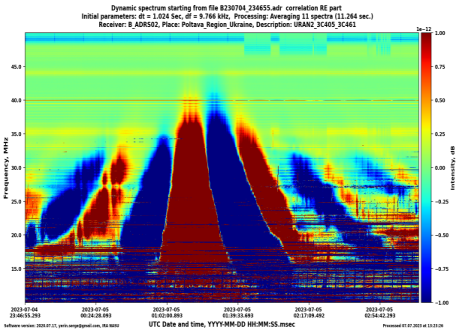 Dynamic spectrum starting from file B230704_234655.adr correlation RE part
Initial parameters: dt = 1.024 Sec, df = 9.766 kHz, Processing: Averaging 11 spectra (11.264 sec.)
Receiver: B_ADRS02, Place: Poltava_Region_Ukraine, Description: URAN2_3C405_3C461
1e−12
1.00
0.75
0.50
0.25
0.00
−0.25
−0.50
−0.75
−1.00
Intensity, dB
Frequency, MHz
45.0
40.0
35.0
30.0
25.0
20.0
15.0
2023-07-04 2023-07-05 2023-07-05 2023-07-05 2023-07-05 2023-07-05
23:46:55.293 00:24:28.093 01:02:00.893 01:39:33.693 02:17:09.492 02:54:42.293
UTC Date and time, YYYY-MM-DD HH:MM:SS.msec